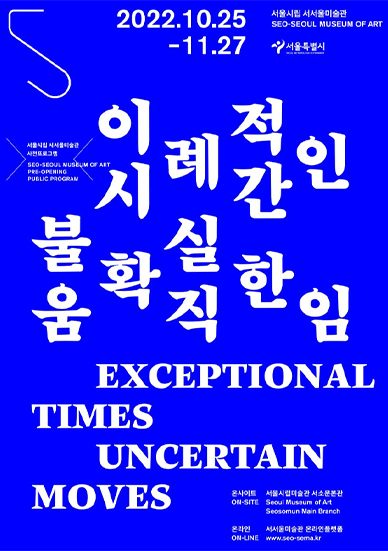 2022.10.25
–11.27
서울시립 서서울미술관
SEO-SEOUL MUSEUM OF ART
서울특별시
서울시립 서서울미술관
사전프로그램
SEO-SEOUL MUSEUM OF ART
PRE-OPENING
PUBLIC PROGRAM
이례적인
시간
불확실한
움직임
EXCEPTIONAL
TIMES
UNCERTAIN
MOVES
온사이트 서울시립미술관 서소문본관
ON-SITE Seoul Museum of Art
Seosomun Main Branch
온라인 서서울미술관 온라인플랫폼
ON-LINE www.seo-sema.kr